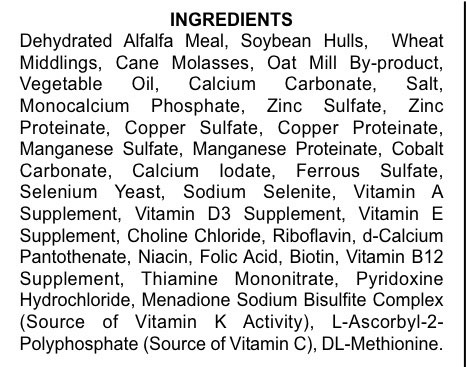 INGREDIENTS
Dehydrated Alfalfa Meal, Soybean Hulls, Wheat
Middlings, Cane Molasses, Oat Mill By-product,
Vegetable Oil, Calcium Carbonate, Salt,
Monocalcium Phosphate, Zinc Sulfate, Zinc
Proteinate, Copper Sulfate, Copper Proteinate,
Manganese Sulfate, Manganese Proteinate, Cobalt
Carbonate, Calcium Iodate, Ferrous Sulfate,
Selenium Yeast, Sodium Selenite, Vitamin A
Supplement, Vitamin D3 Supplement, Vitamin E
Supplement, Choline Chloride, Riboflavin, d-Calcium
Pantothenate, Niacin, Folic Acid, Biotin, Vitamin B12
Supplement, Thiamine Mononitrate, Pyridoxine
Hydrochloride, Menadione Sodium Bisulfite Complex
(Source of Vitamin K Activity), L-Ascorbyl-2-
Polyphosphate (Source of Vitamin C), DL-Methionine.